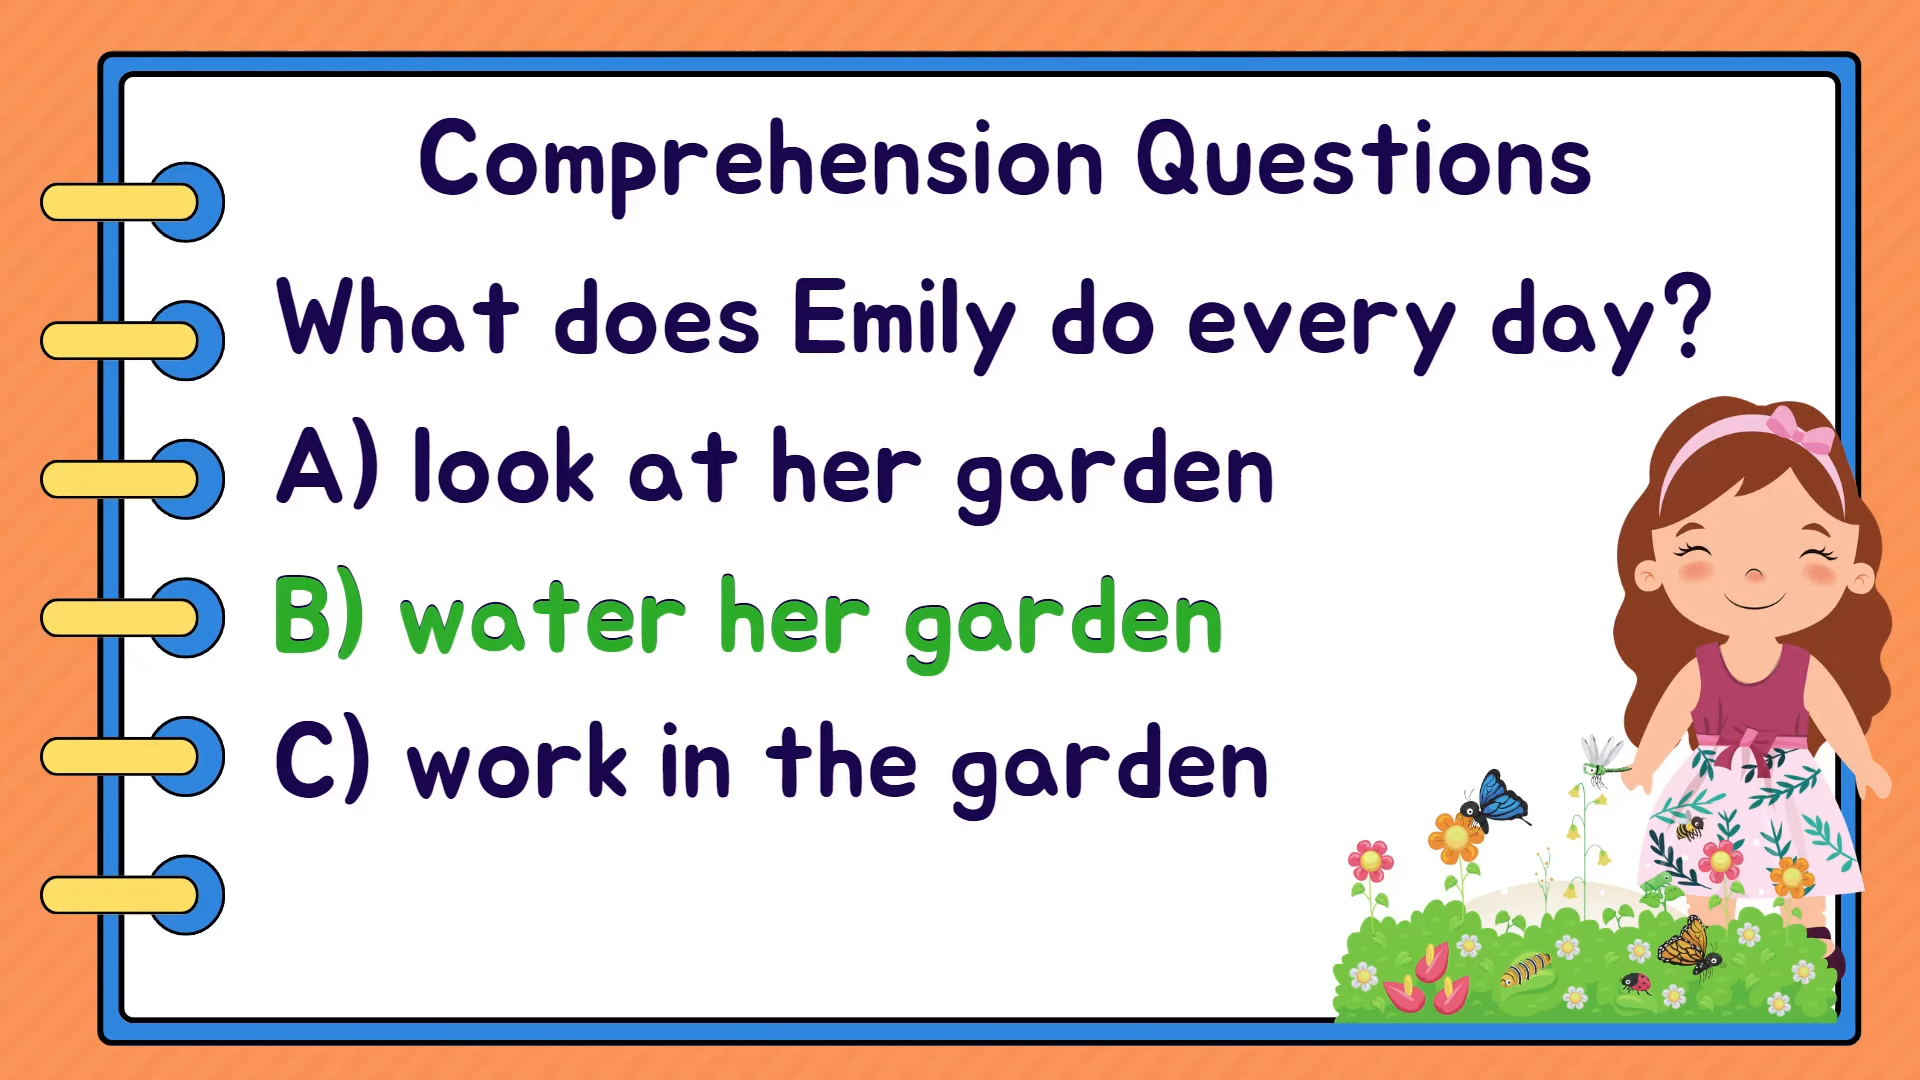 Comprehension Questions
What does Emily do every day?
A) look at her garden
B) water her garden
C) work in the garden